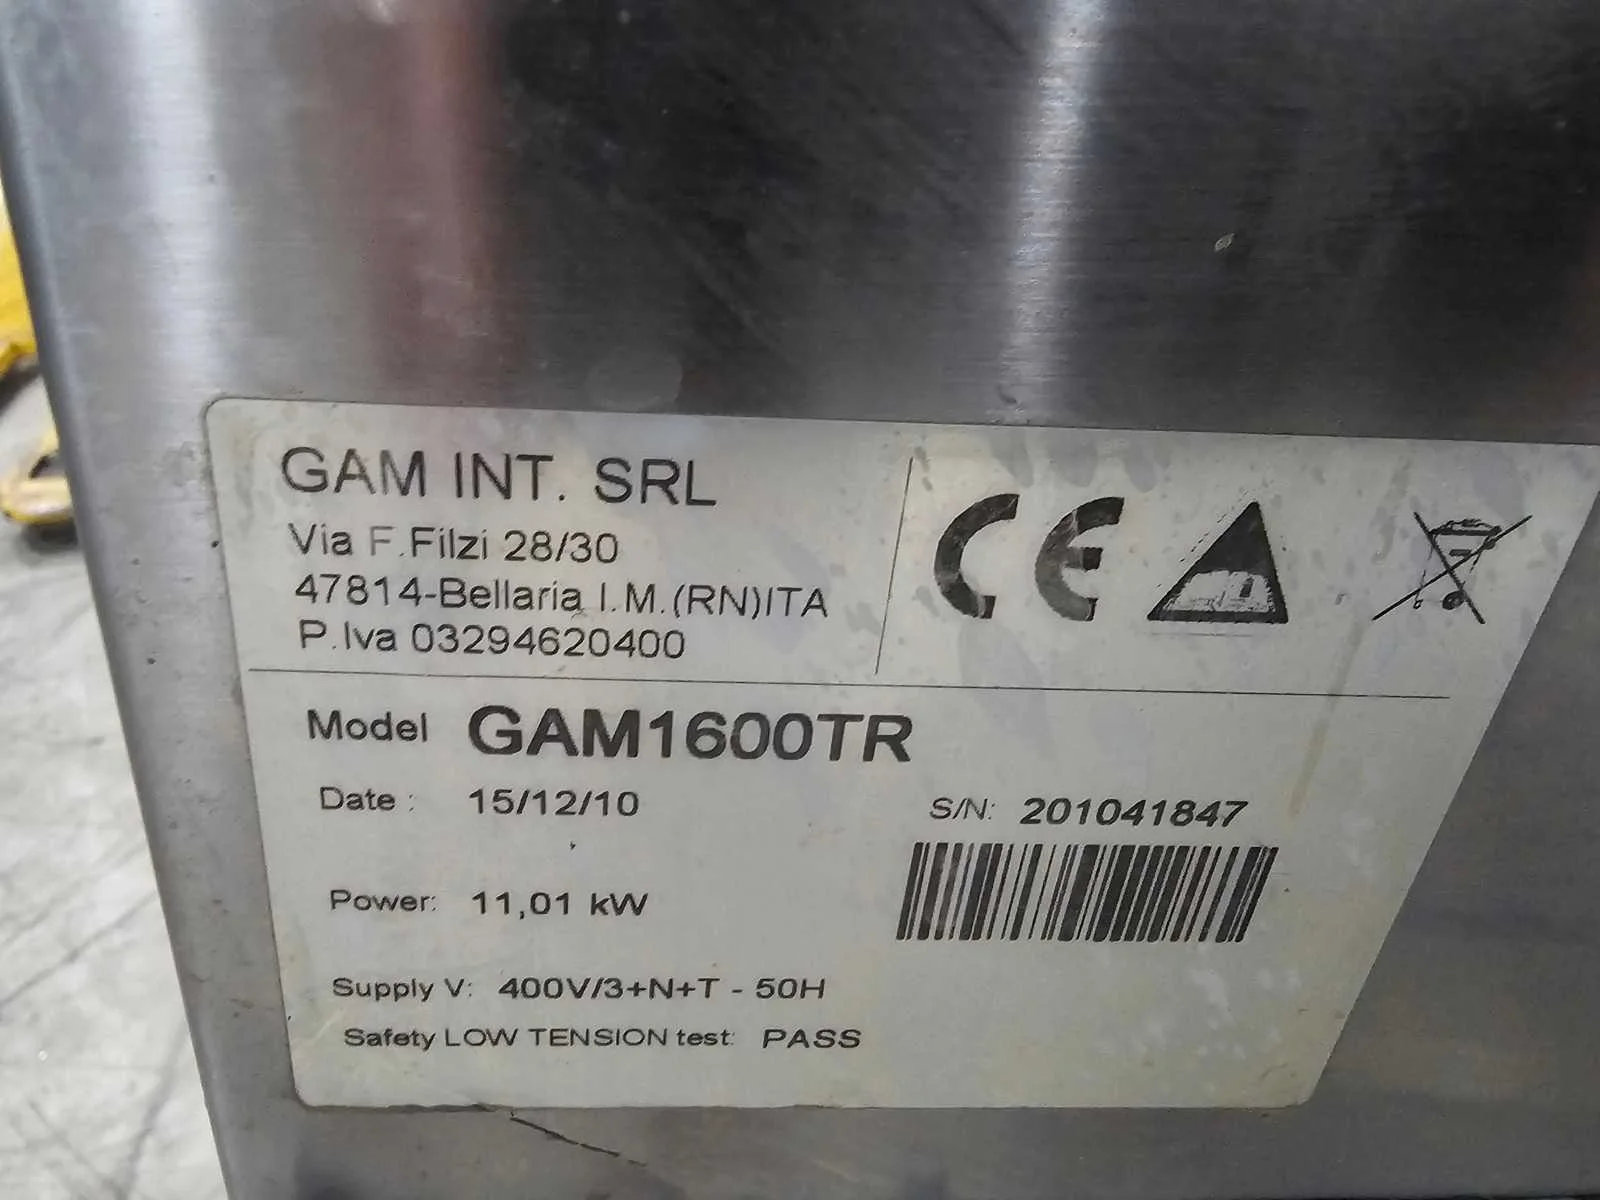 GAM INT. SRL
Via F.Filzi 28/30
47814-Bellaria I.M.(RN)ITA
P.Iva 03294620400
CE
Model GAM1600TR
Date : 15/12/10
S/N: 201041847
Power: 11,01 kW
Supply V: 400V/3+N+T - 50H
Safety LOW TENSION test: PASS